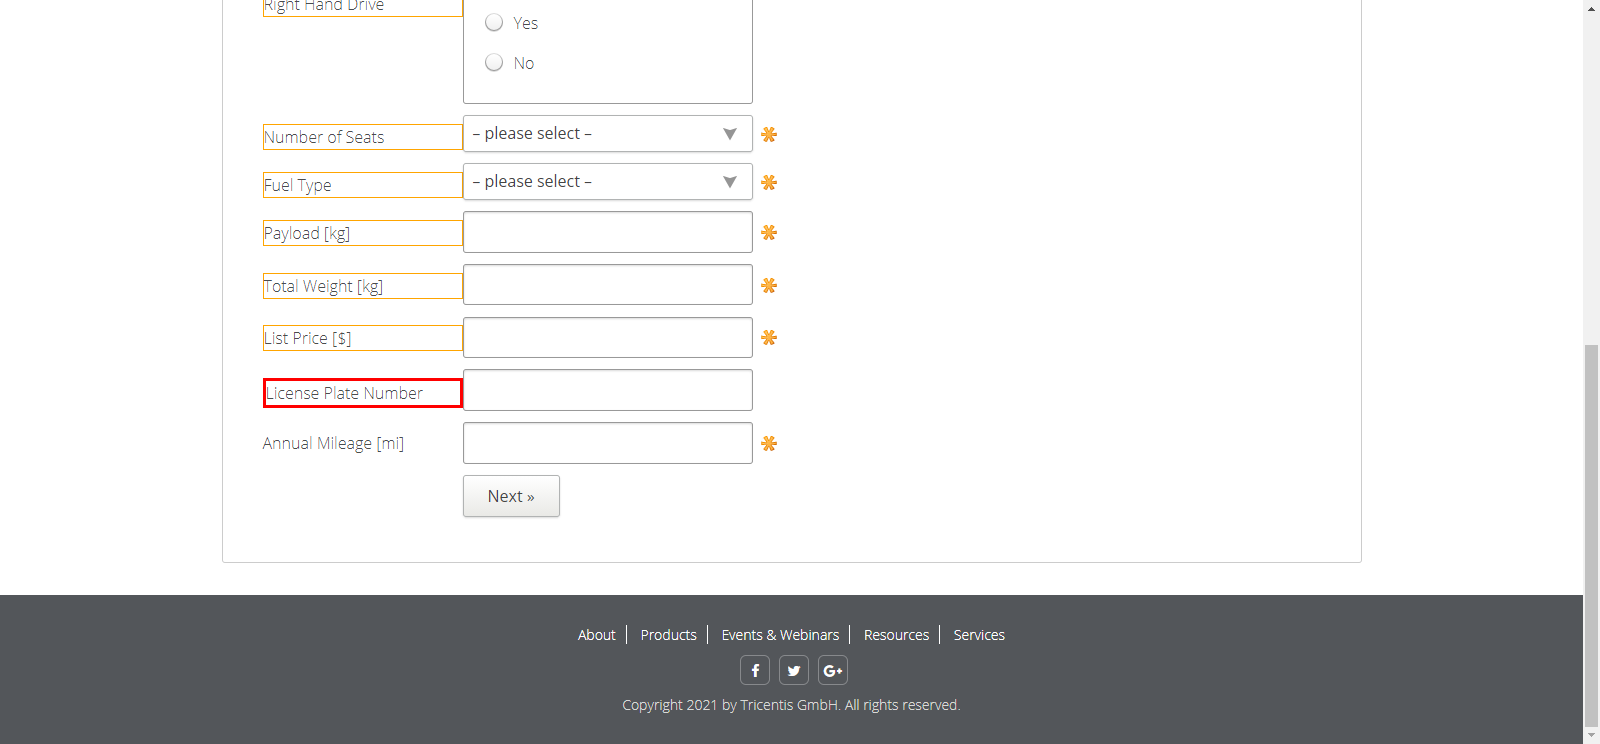 Right Hand Drive
Yes
No
Number of Seats
– please select –
Fuel Type
– please select –
Payload [kg]
Total Weight [kg]
List Price [$]
License Plate Number
Annual Mileage [mi]
Next »
About Products Events & Webinars Resources Services
Copyright 2021 by Tricentis GmbH. All rights reserved.